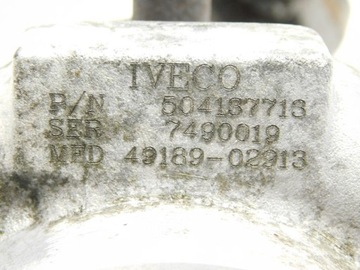 IVECO
P/N 504137713
SER 7490019
MFD 49189-02913